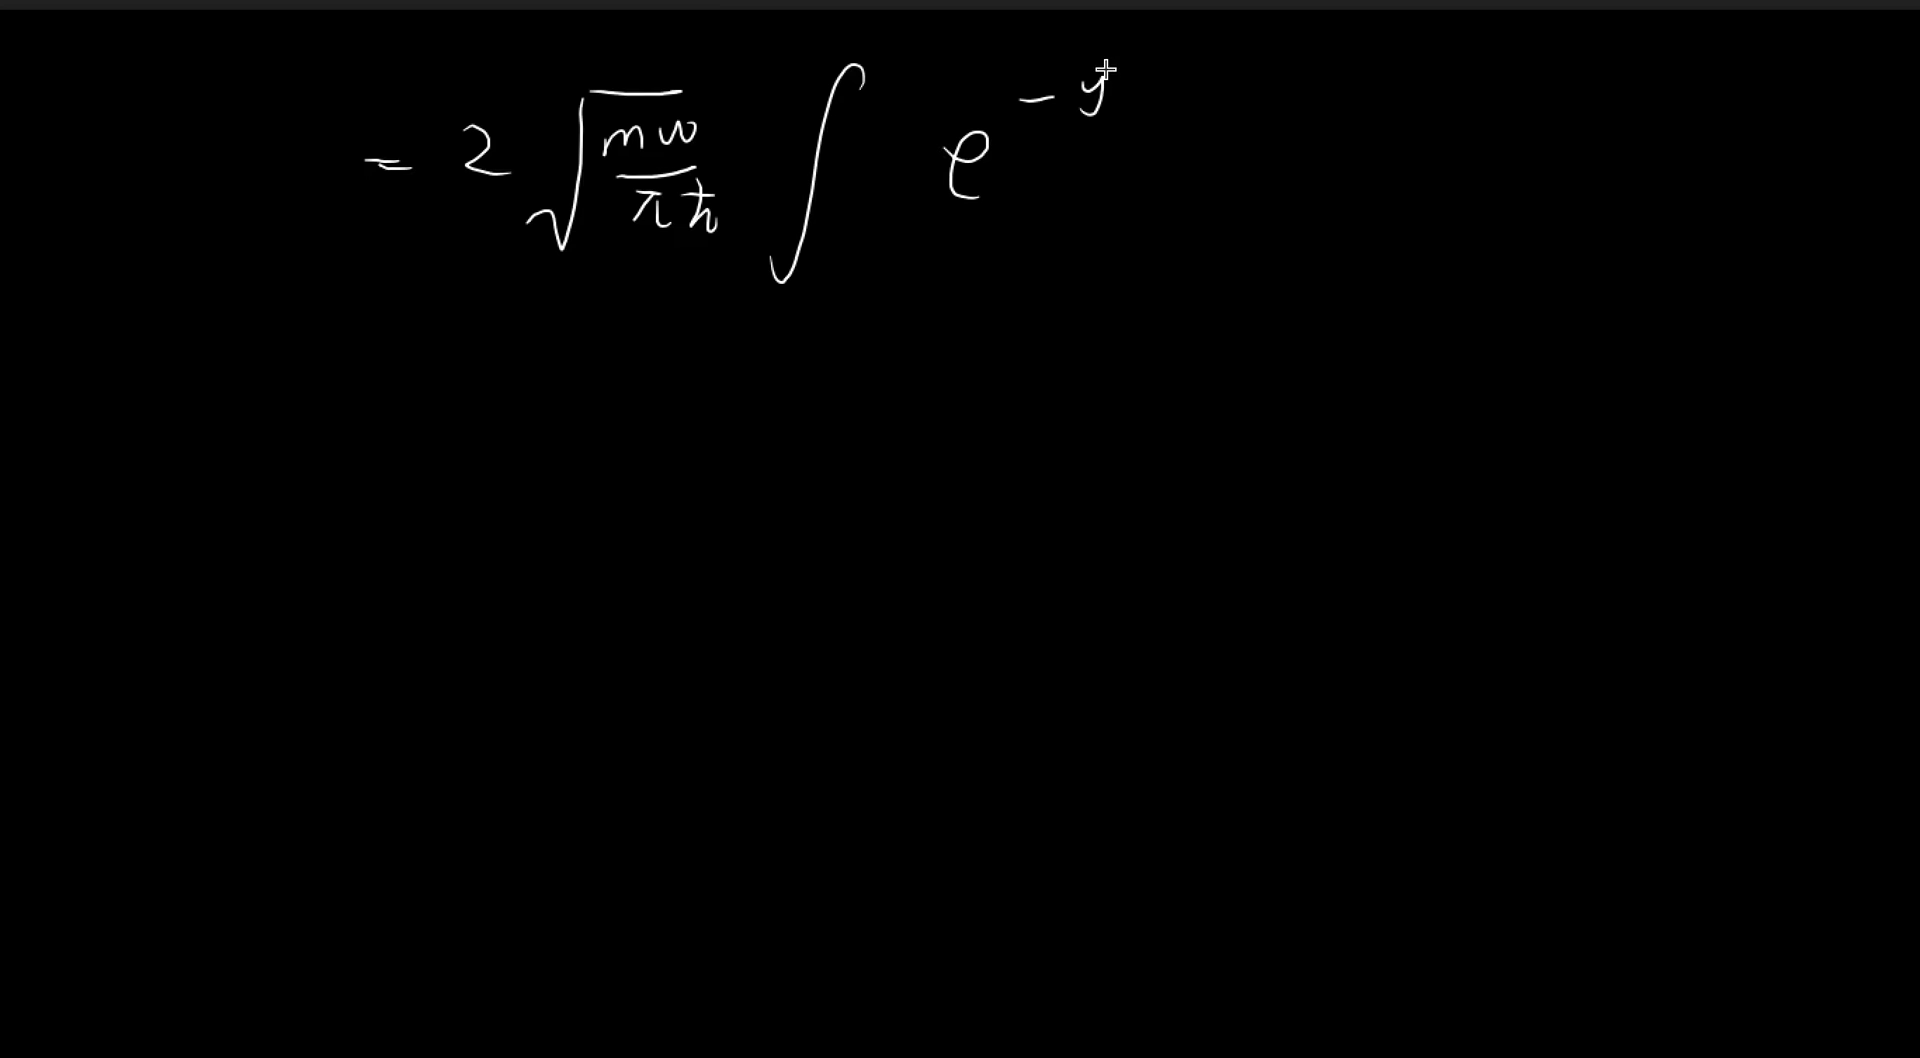 = 2 √(mω/πħ) ∫ e^(-y)